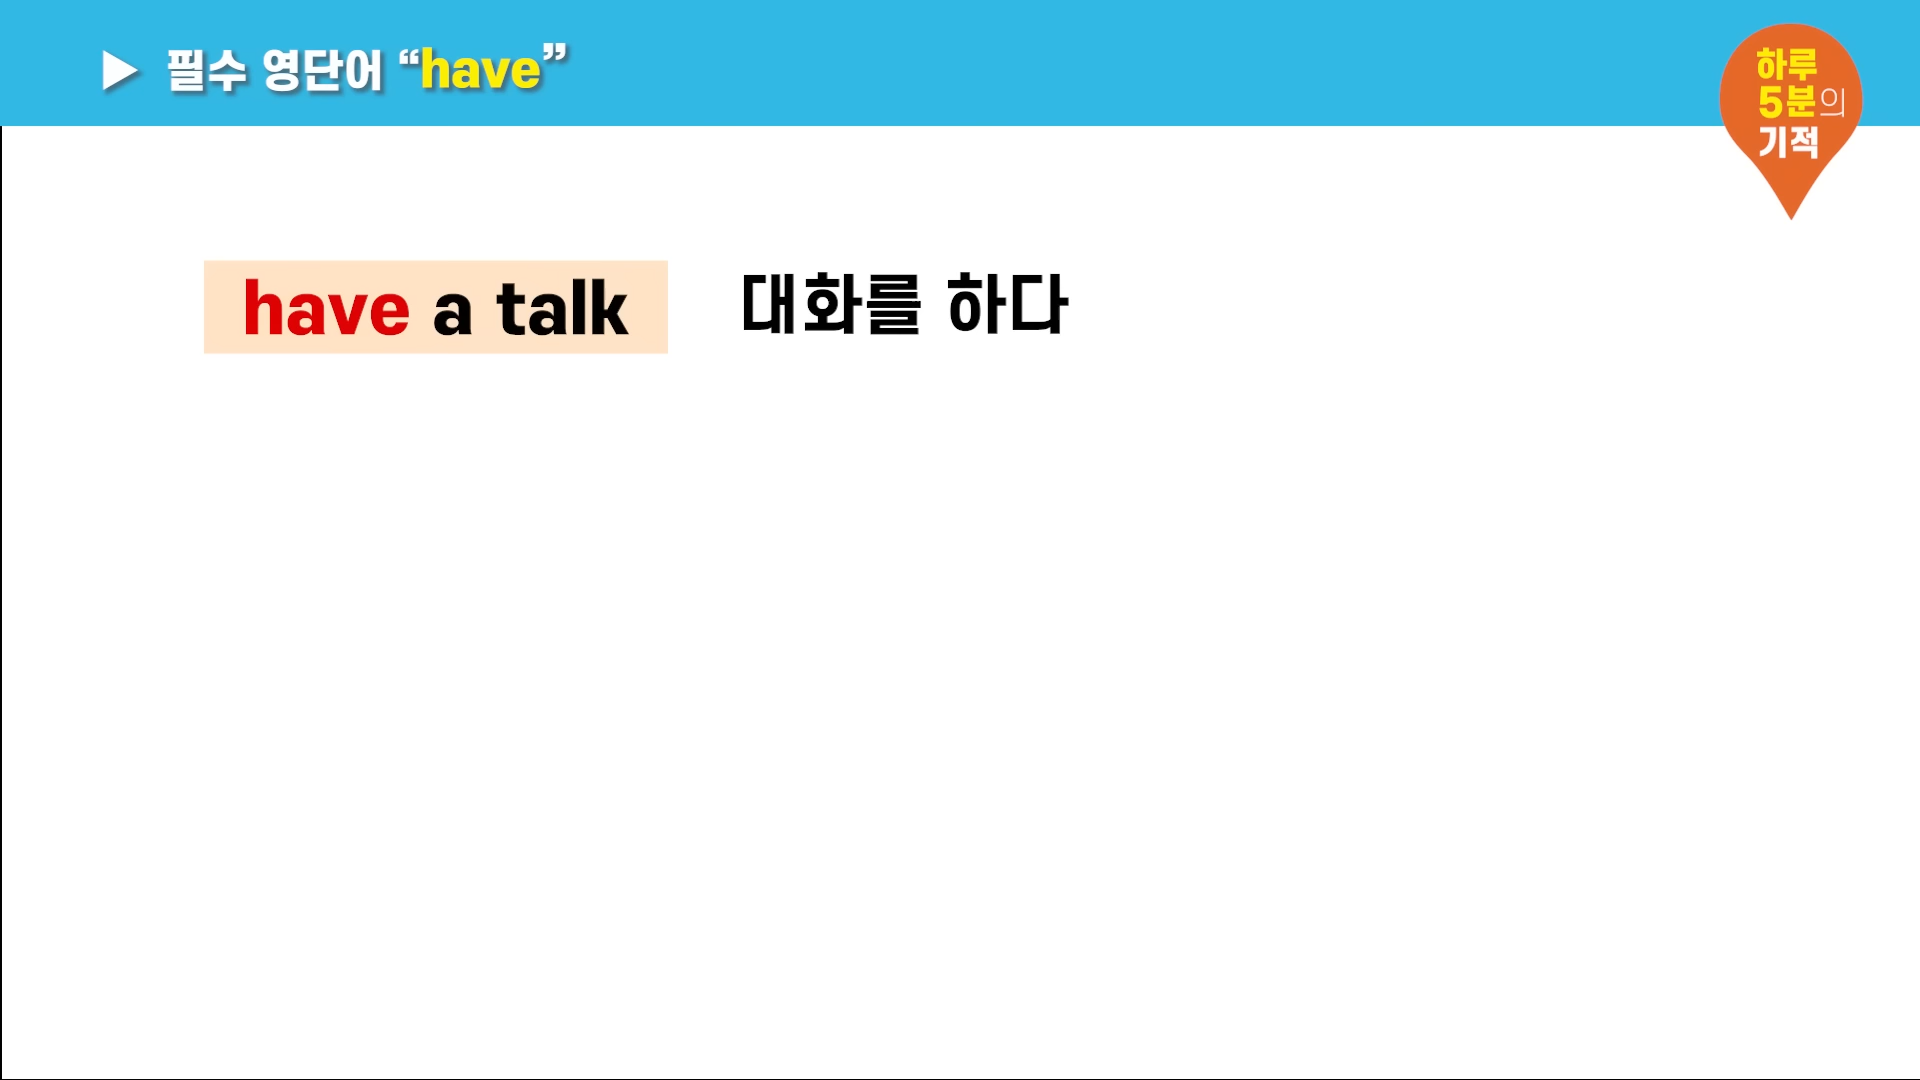 ▶ 필수 영단어 “have”
하루
5분의
기적
have a talk 대화를 하다